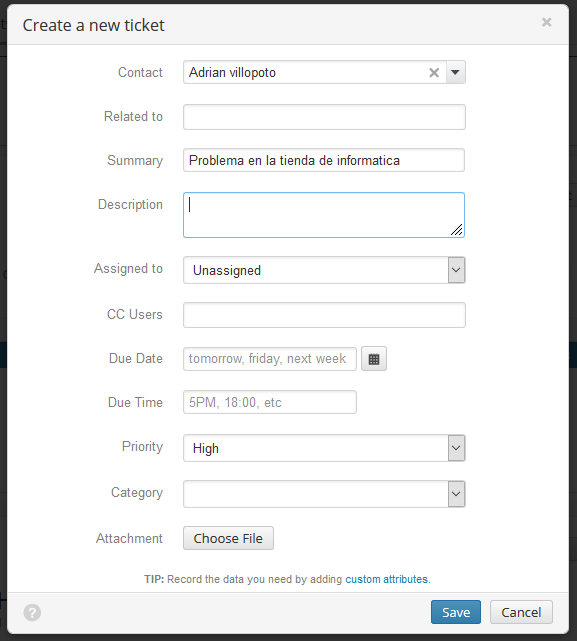 Create a new ticket
Contact Adrian villopoto
Related to
Summary Problema en la tienda de informatica
Description
Assigned to Unassigned
CC Users
Due Date tomorrow, friday, next week
Due Time 5PM, 18:00, etc
Priority High
Category
Attachment Choose File
TIP: Record the data you need by adding custom attributes.
? Save Cancel